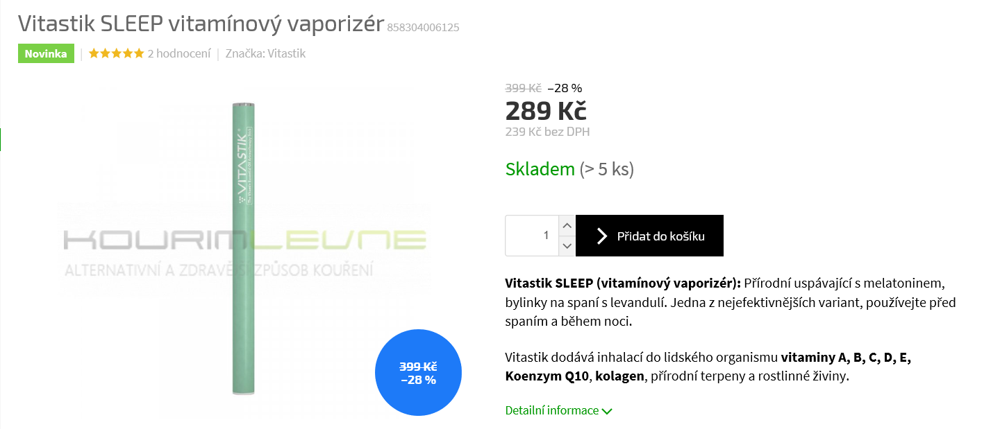 Vitastik SLEEP vitamínový vaporizér 858304006125
Novinka | 2 hodnocení | Značka: Vitastik
399 Kč –28 %
289 Kč
239 Kč bez DPH
Skladem (> 5 ks)
1 Přidat do košíku
VITASTIK®
KOURIMLEVNE
ALTERNATIVNÍ A ZDRAVĚJŠÍ ZPŮSOB KOUŘENÍ
399 Kč
–28 %
Vitastik SLEEP (vitamínový vaporizér): Přírodní uspávající s melatoninem,
bylinky na spaní s levandulí. Jedna z nejefektivnějších variant, používejte před
spaním a během noci.
Vitastik dodává inhalací do lidského organismu vitaminy A, B, C, D, E,
Koenzym Q10, kolagen, přírodní terpeny a rostlinné živiny.
Detailní informace